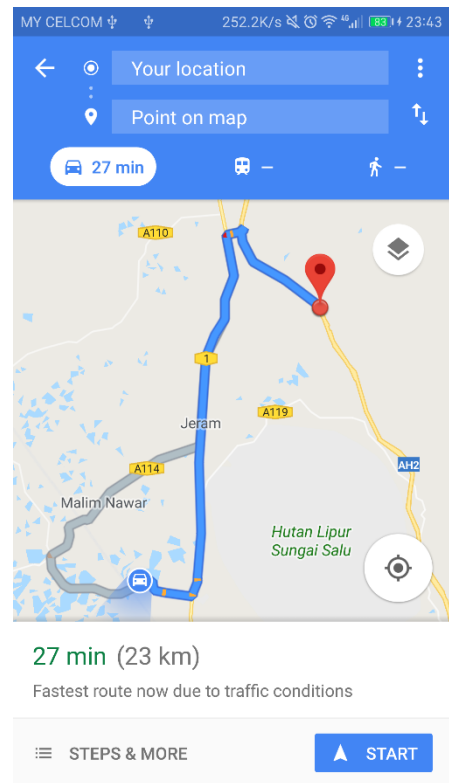 MY CELCOM 252.2K/s 4G 83 23:43
Your location
Point on map
27 min – –
A110
1
Jeram
A119
A114
AH2
Malim Nawar
Hutan Lipur
Sungai Salu
27 min (23 km)
Fastest route now due to traffic conditions
STEPS & MORE START